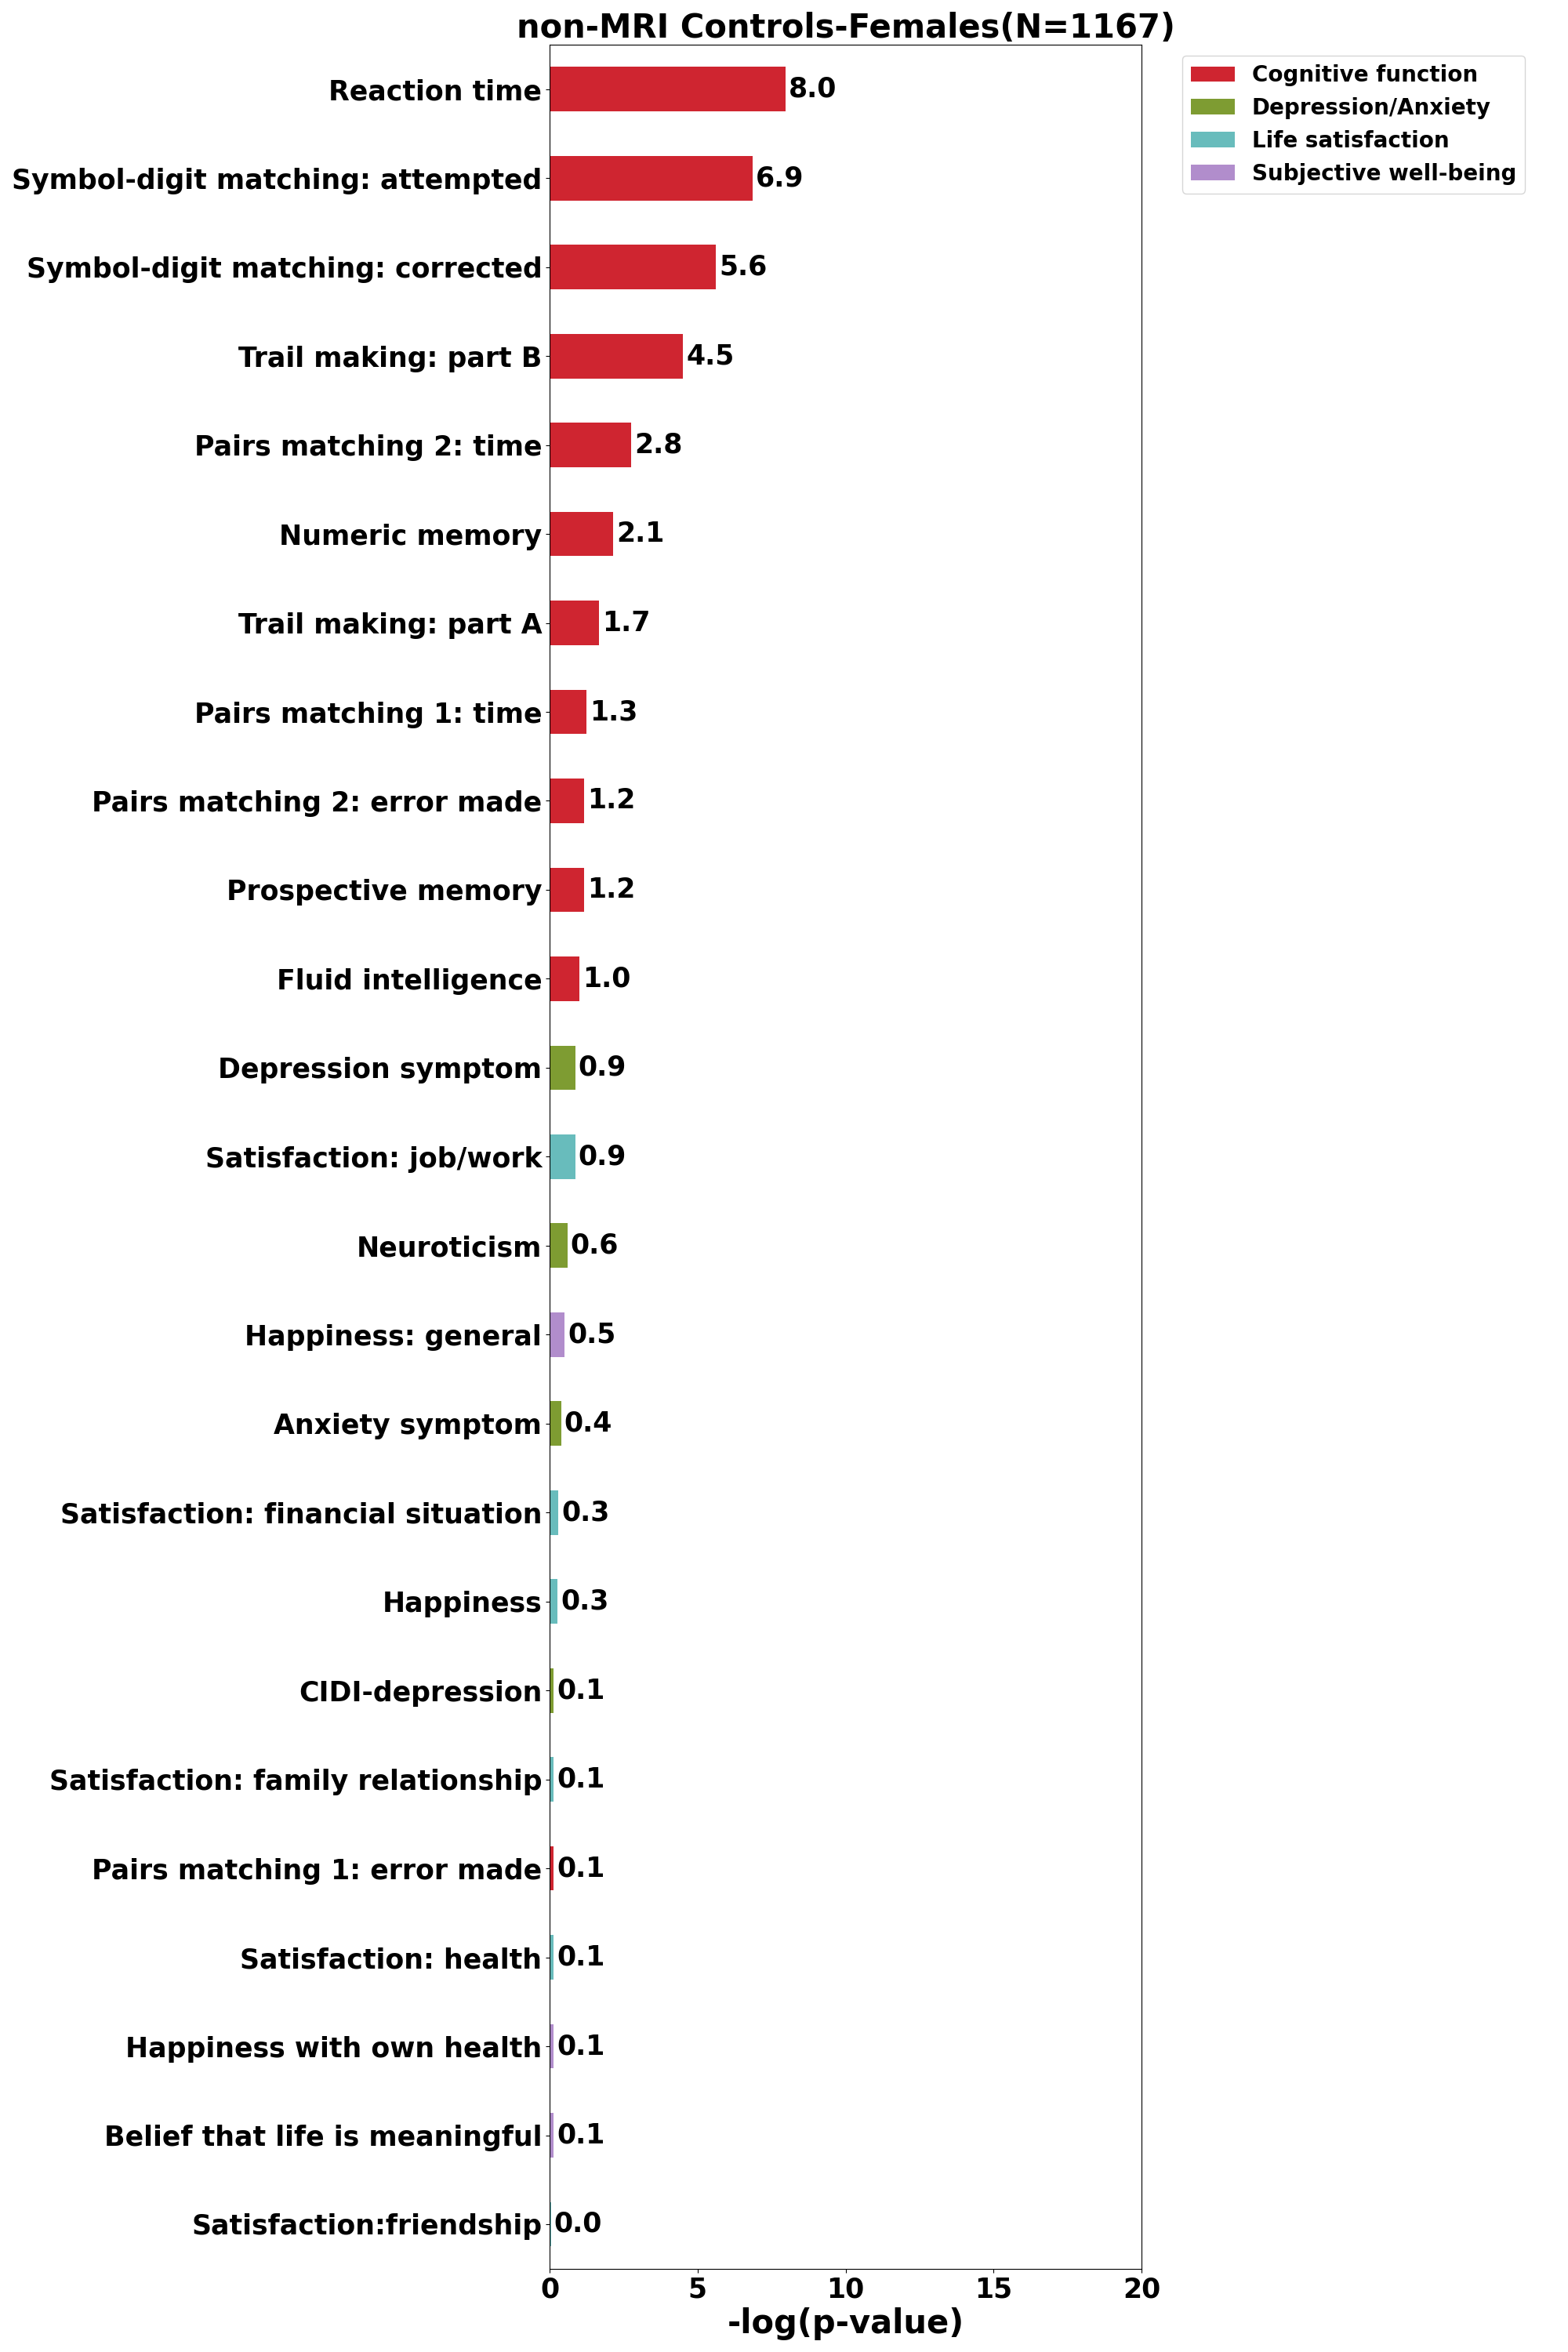 non-MRI Controls-Females(N=1167)
Reaction time 8.0
Symbol-digit matching: attempted 6.9
Symbol-digit matching: corrected 5.6
Trail making: part B 4.5
Pairs matching 2: time 2.8
Numeric memory 2.1
Trail making: part A 1.7
Pairs matching 1: time 1.3
Pairs matching 2: error made 1.2
Prospective memory 1.2
Fluid intelligence 1.0
Depression symptom 0.9
Satisfaction: job/work 0.9
Neuroticism 0.6
Happiness: general 0.5
Anxiety symptom 0.4
Satisfaction: financial situation 0.3
Happiness 0.3
CIDI-depression 0.1
Satisfaction: family relationship 0.1
Pairs matching 1: error made 0.1
Satisfaction: health 0.1
Happiness with own health 0.1
Belief that life is meaningful 0.1
Satisfaction:friendship 0.0
0 5 10 15 20
-log(p-value)
Cognitive function
Depression/Anxiety
Life satisfaction
Subjective well-being